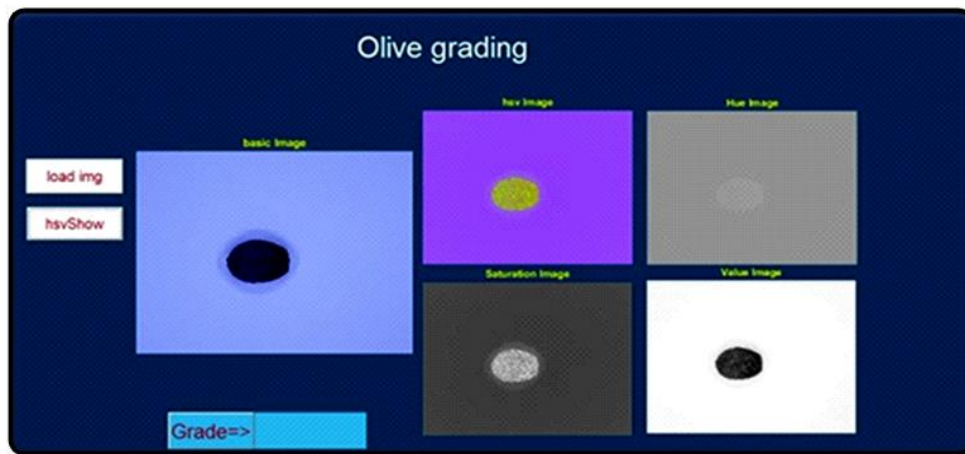 Olive grading
basic Image
load img
hsvShow
hsv Image
Hue Image
Saturation Image
Value Image
Grade=>